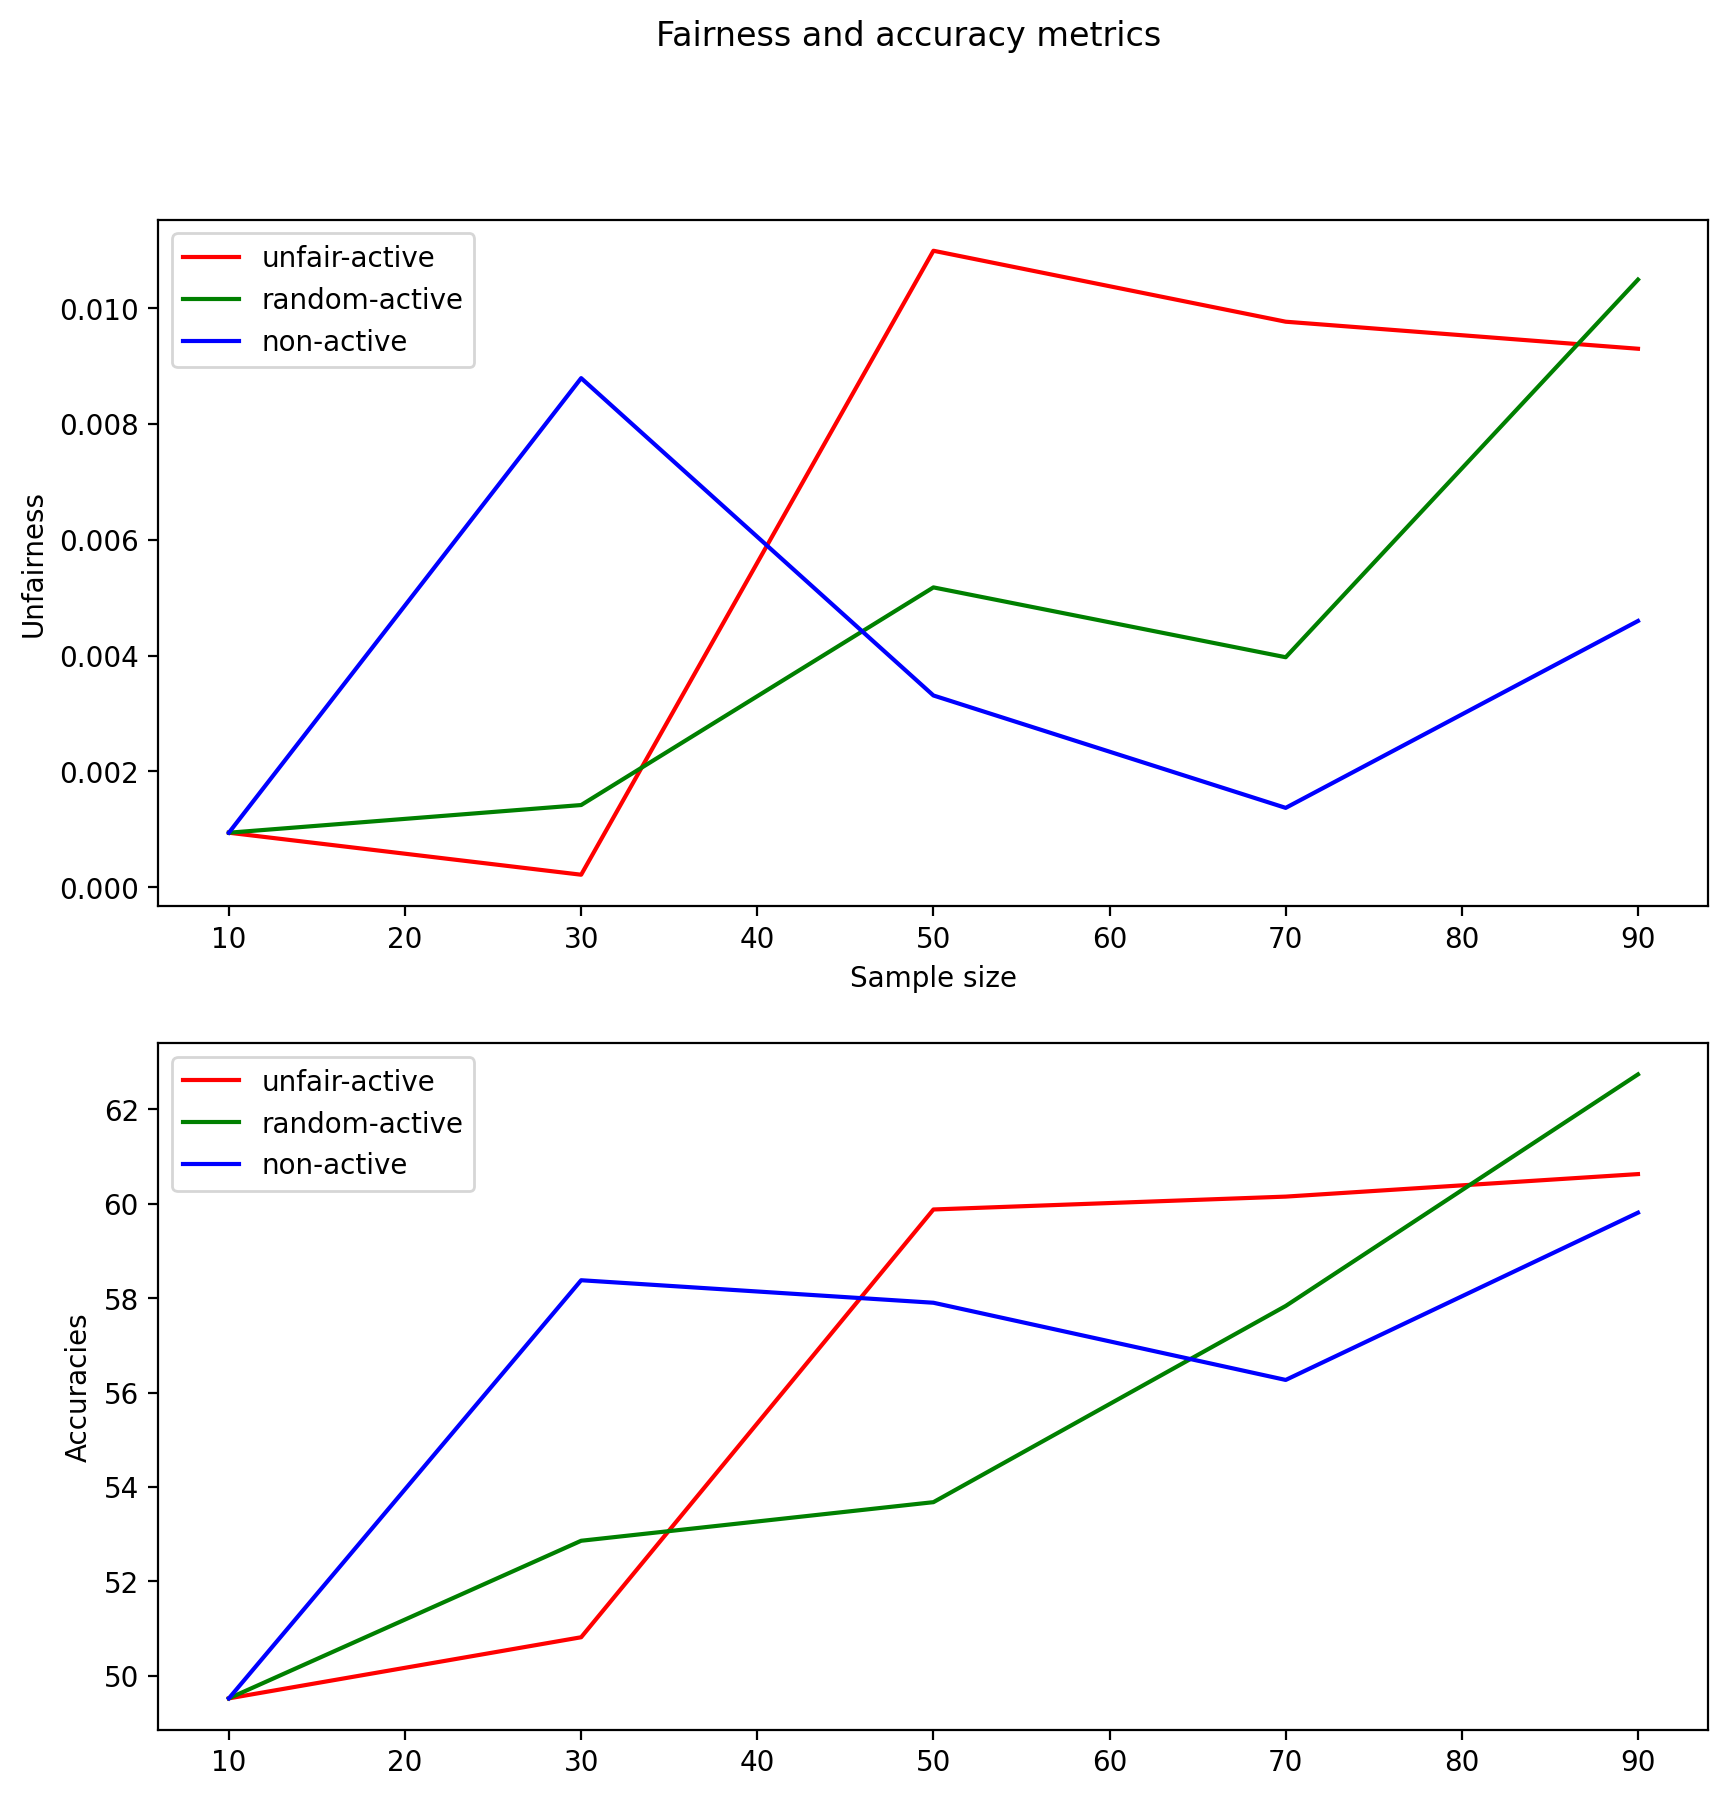 Fairness and accuracy metrics
unfair-active
random-active
non-active
0.010
0.008
0.006
0.004
0.002
0.000
Unfairness
10 20 30 40 50 60 70 80 90
Sample size
unfair-active
random-active
non-active
62
60
58
56
54
52
50
Accuracies
10 20 30 40 50 60 70 80 90